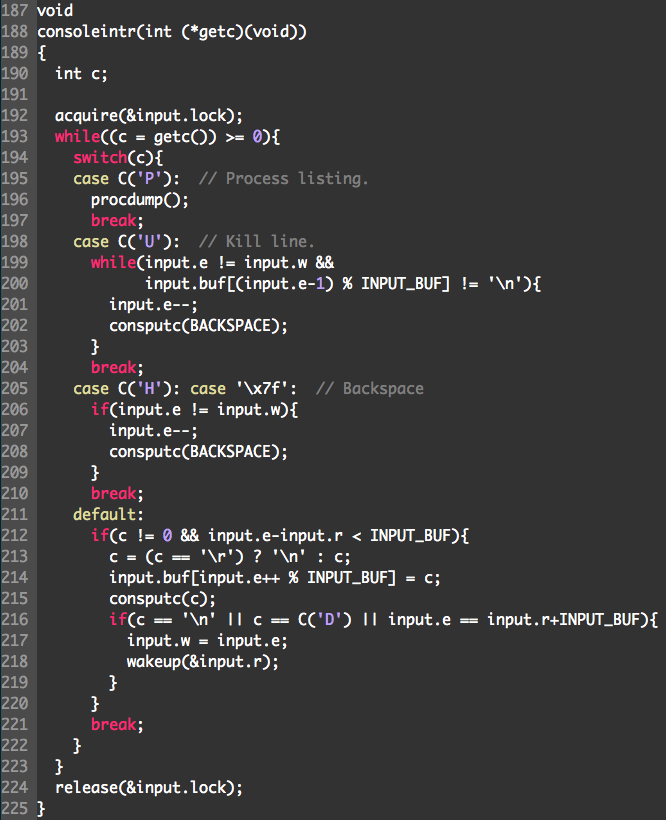 187 void
188 consoleintr(int (*getc)(void))
189 {
190   int c;
191
192   acquire(&input.lock);
193   while((c = getc()) >= 0){
194     switch(c){
195     case C('P'):  // Process listing.
196       procdump();
197       break;
198     case C('U'):  // Kill line.
199       while(input.e != input.w &&
200             input.buf[(input.e-1) % INPUT_BUF] != '\n'){
201         input.e--;
202         consputc(BACKSPACE);
203       }
204       break;
205     case C('H'): case '\x7f':  // Backspace
206       if(input.e != input.w){
207         input.e--;
208         consputc(BACKSPACE);
209       }
210       break;
211     default:
212       if(c != 0 && input.e-input.r < INPUT_BUF){
213         c = (c == '\r') ? '\n' : c;
214         input.buf[input.e++ % INPUT_BUF] = c;
215         consputc(c);
216         if(c == '\n' || c == C('D') || input.e == input.r+INPUT_BUF){
217           input.w = input.e;
218           wakeup(&input.r);
219         }
220       }
221       break;
222     }
223   }
224   release(&input.lock);
225 }